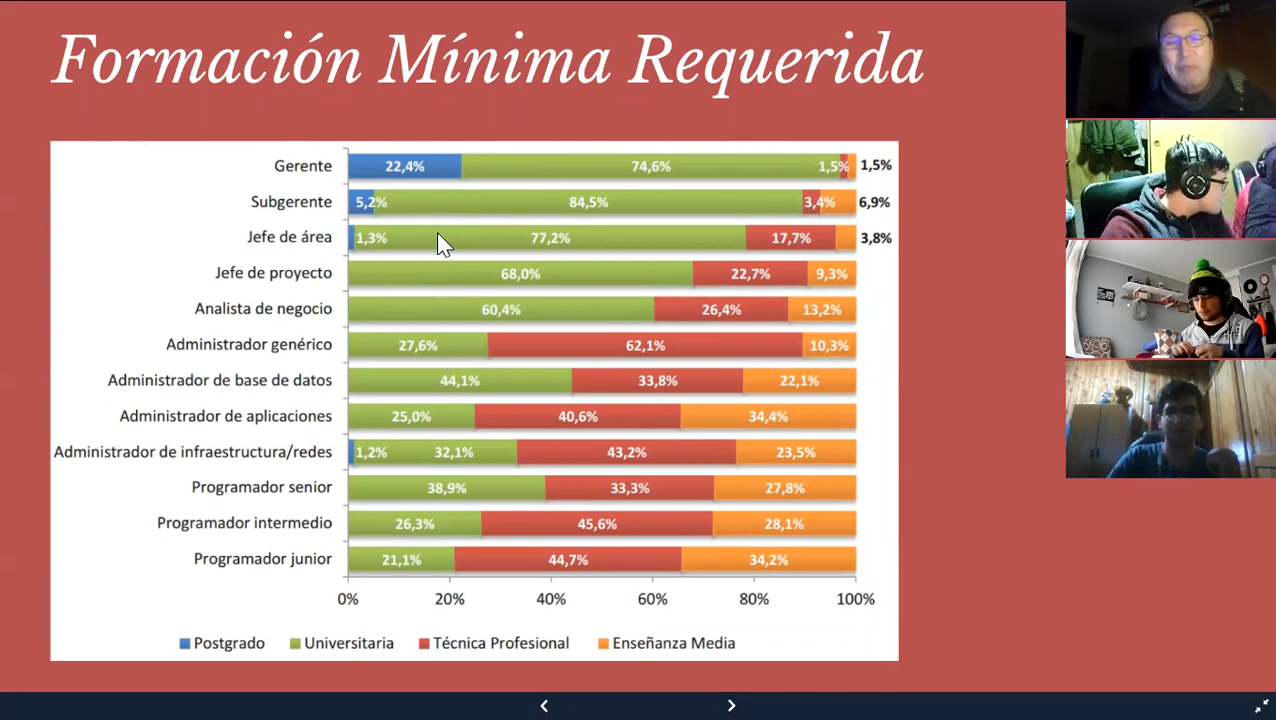 Formación Mínima Requerida
Gerente 22,4% 74,6% 1,5% 1,5%
Subgerente 5,2% 84,5% 3,4% 6,9%
Jefe de área 1,3% 77,2% 17,7% 3,8%
Jefe de proyecto 68,0% 22,7% 9,3%
Analista de negocio 60,4% 26,4% 13,2%
Administrador genérico 27,6% 62,1% 10,3%
Administrador de base de datos 44,1% 33,8% 22,1%
Administrador de aplicaciones 25,0% 40,6% 34,4%
Administrador de infraestructura/redes 1,2% 32,1% 43,2% 23,5%
Programador senior 38,9% 33,3% 27,8%
Programador intermedio 26,3% 45,6% 28,1%
Programador junior 21,1% 44,7% 34,2%
0% 20% 40% 60% 80% 100%
Postgrado Universitaria Técnica Profesional Enseñanza Media